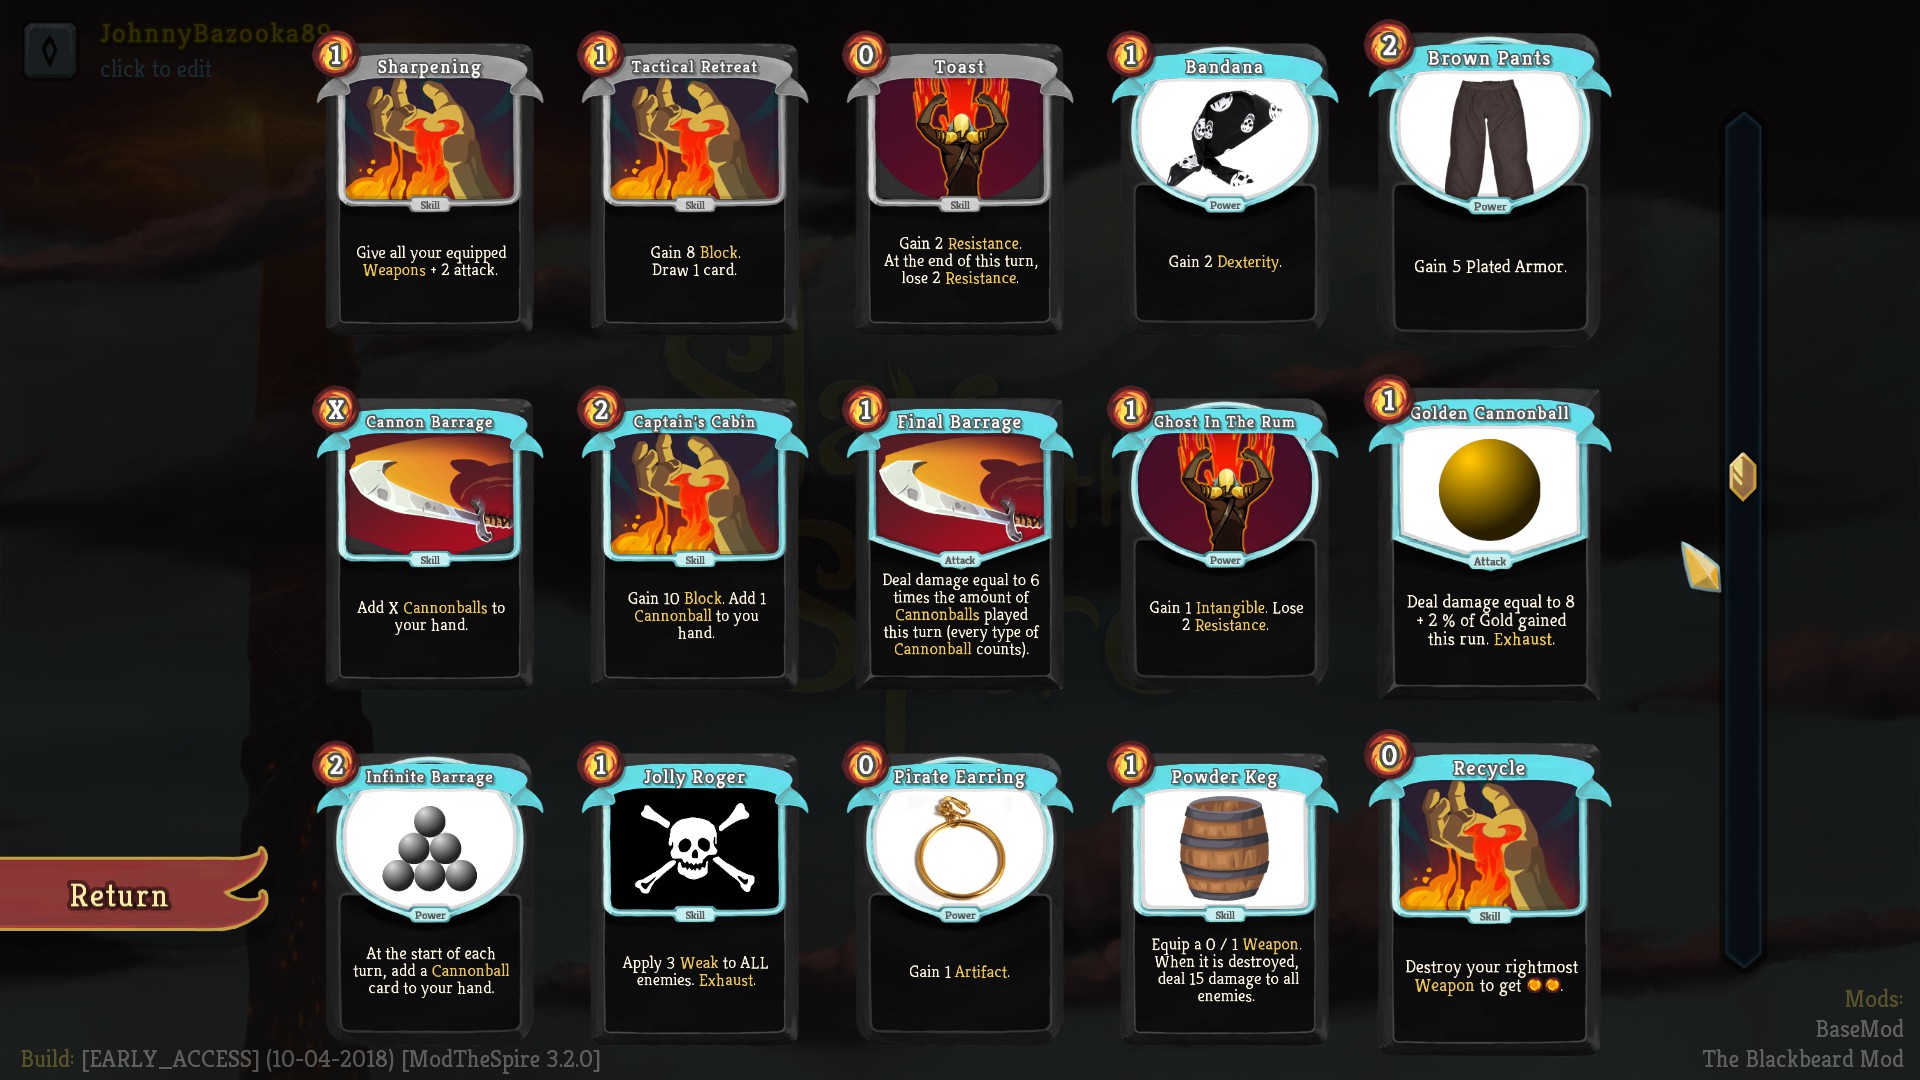 JohnnyBazooka89
click to edit
1
Sharpening
Skill
Give all your equipped
Weapons + 2 attack.
1
Tactical Retreat
Skill
Gain 8 Block.
Draw 1 card.
0
Toast
Skill
Gain 2 Resistance.
At the end of this turn,
lose 2 Resistance.
1
Bandana
Power
Gain 2 Dexterity.
2
Brown Pants
Power
Gain 5 Plated Armor.
X
Cannon Barrage
Skill
Add X Cannonballs to
your hand.
2
Captain's Cabin
Skill
Gain 10 Block. Add 1
Cannonball to you
hand.
1
Final Barrage
Attack
Deal damage equal to 6
times the amount of
Cannonballs played
this turn (every type of
Cannonball counts).
1
Ghost In The Rum
Power
Gain 1 Intangible. Lose
2 Resistance.
1
Golden Cannonball
Attack
Deal damage equal to 8
+ 2 % of Gold gained
this run. Exhaust.
2
Infinite Barrage
Power
At the start of each
turn, add a Cannonball
card to your hand.
1
Jolly Roger
Skill
Apply 3 Weak to ALL
enemies. Exhaust.
0
Pirate Earring
Power
Gain 1 Artifact.
1
Powder Keg
Skill
Equip a 0 / 1 Weapon.
When it is destroyed,
deal 15 damage to all
enemies.
0
Recycle
Skill
Destroy your rightmost
Weapon to get .
Return
Mods:
BaseMod
The Blackbeard Mod
Build: [EARLY_ACCESS] (10-04-2018) [ModTheSpire 3.2.0]